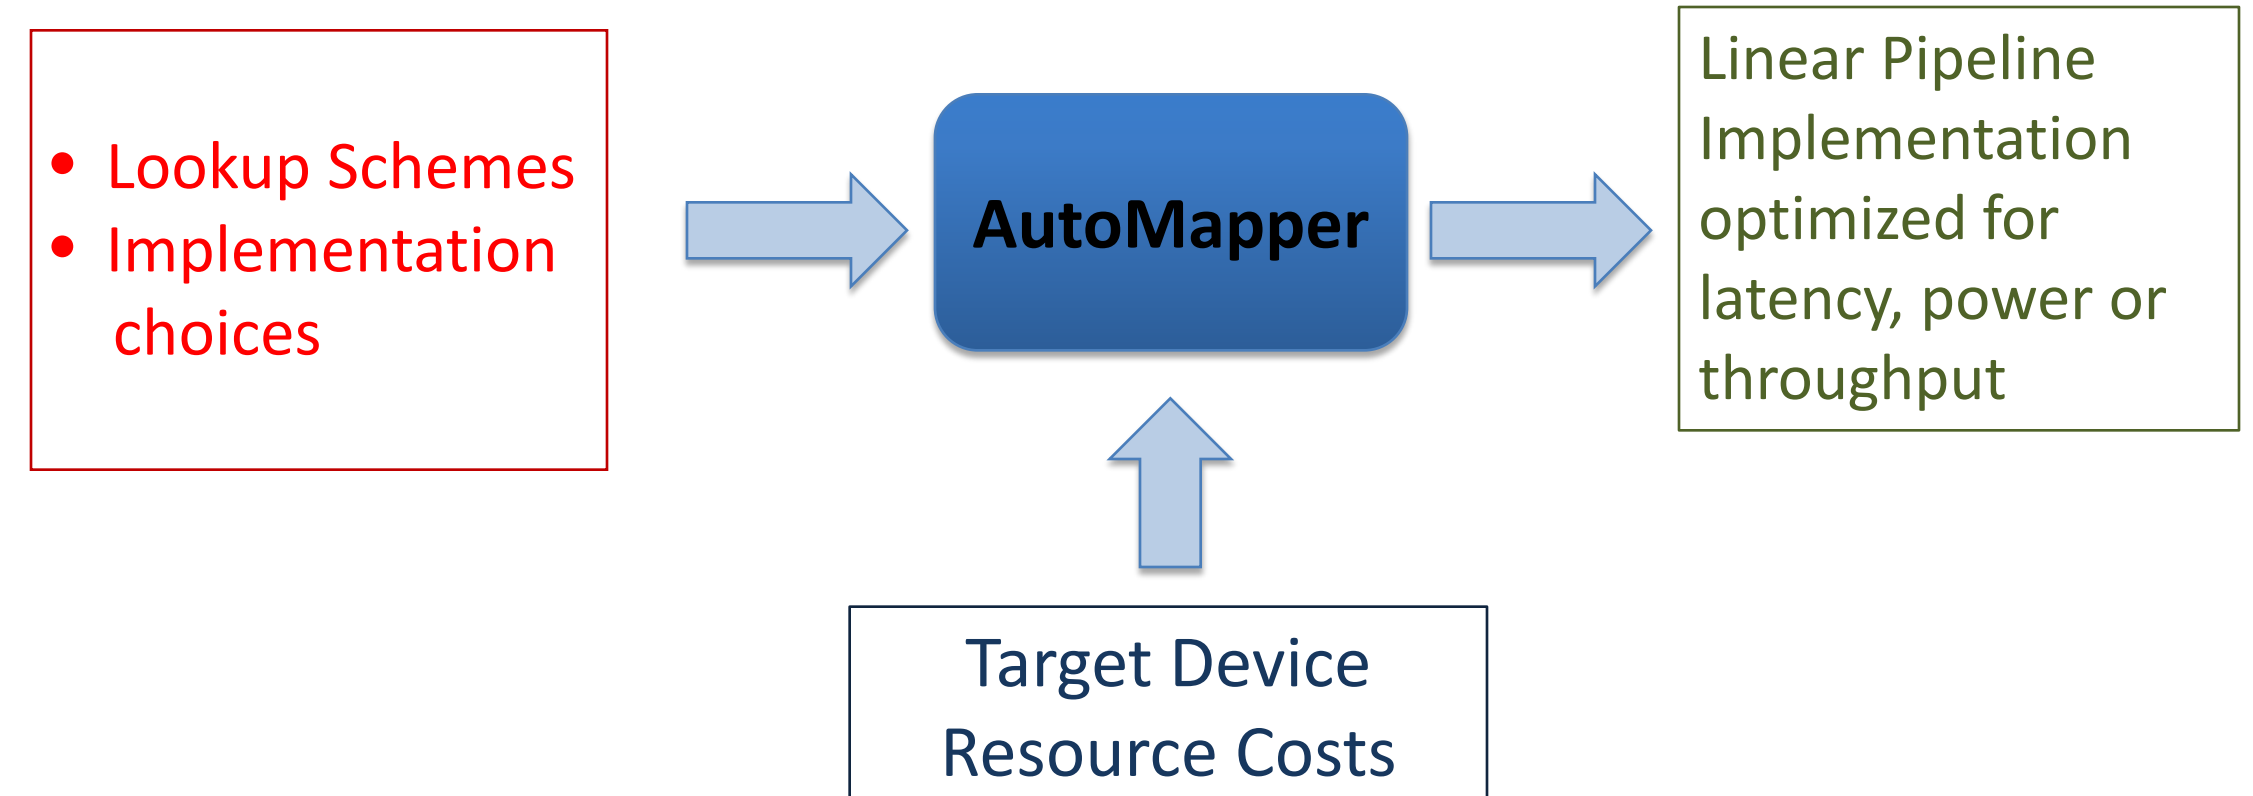 • Lookup Schemes
• Implementation
choices
AutoMapper
Linear Pipeline
Implementation
optimized for
latency, power or
throughput
Target Device
Resource Costs